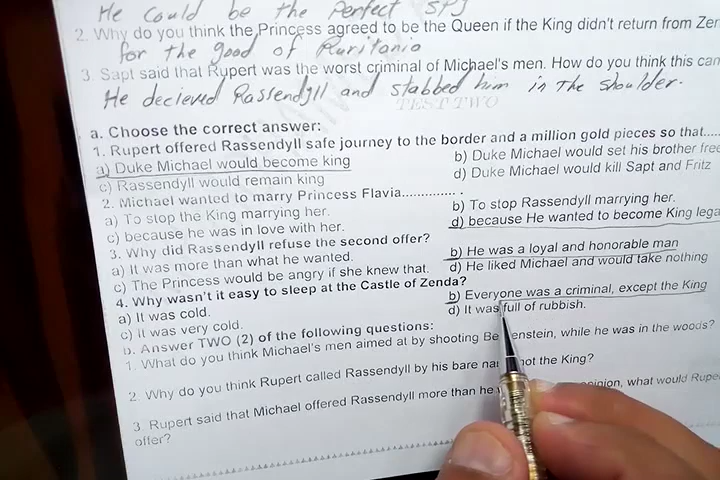 He could be the perfect spy
2. Why do you think the Princess agreed to be the Queen if the King didn't return from
for the good of Ruritania
3. Sapt said that Rupert was the worst criminal of Michael's men. How do you think this
He decieved Rassendyll and stabbed him in the shoulder.
TEST TWO
a. Choose the correct answer:
1. Rupert offered Rassendyll safe journey to the border and a million gold pieces so that.....
a) Duke Michael would become king
b) Duke Michael would set his brother free
c) Rassendyll would remain king
d) Duke Michael would kill Sapt and Fritz
2. Michael wanted to marry Princess Flavia.............. .
a) To stop the King marrying her.
b) To stop Rassendyll marrying her.
c) because he was in love with her.
d) because He wanted to become King
3. Why did Rassendyll refuse the second offer?
a) It was more than what he wanted.
b) He was a loyal and honorable man
c) The Princess would be angry if she knew that.
d) He liked Michael and would take nothing
4. Why wasn't it easy to sleep at the Castle of Zenda?
a) It was cold.
b) Everyone was a criminal, except the King
c) it was very cold.
d) It was full of rubbish.
b. Answer TWO (2) of the following questions:
1. What do you think Michael's men aimed at by shooting while he was in the woods?
2. Why do you think Rupert called Rassendyll by his bare not the King?
3 Rupert said that Michael offered Rassendyll more than he what would
offer?